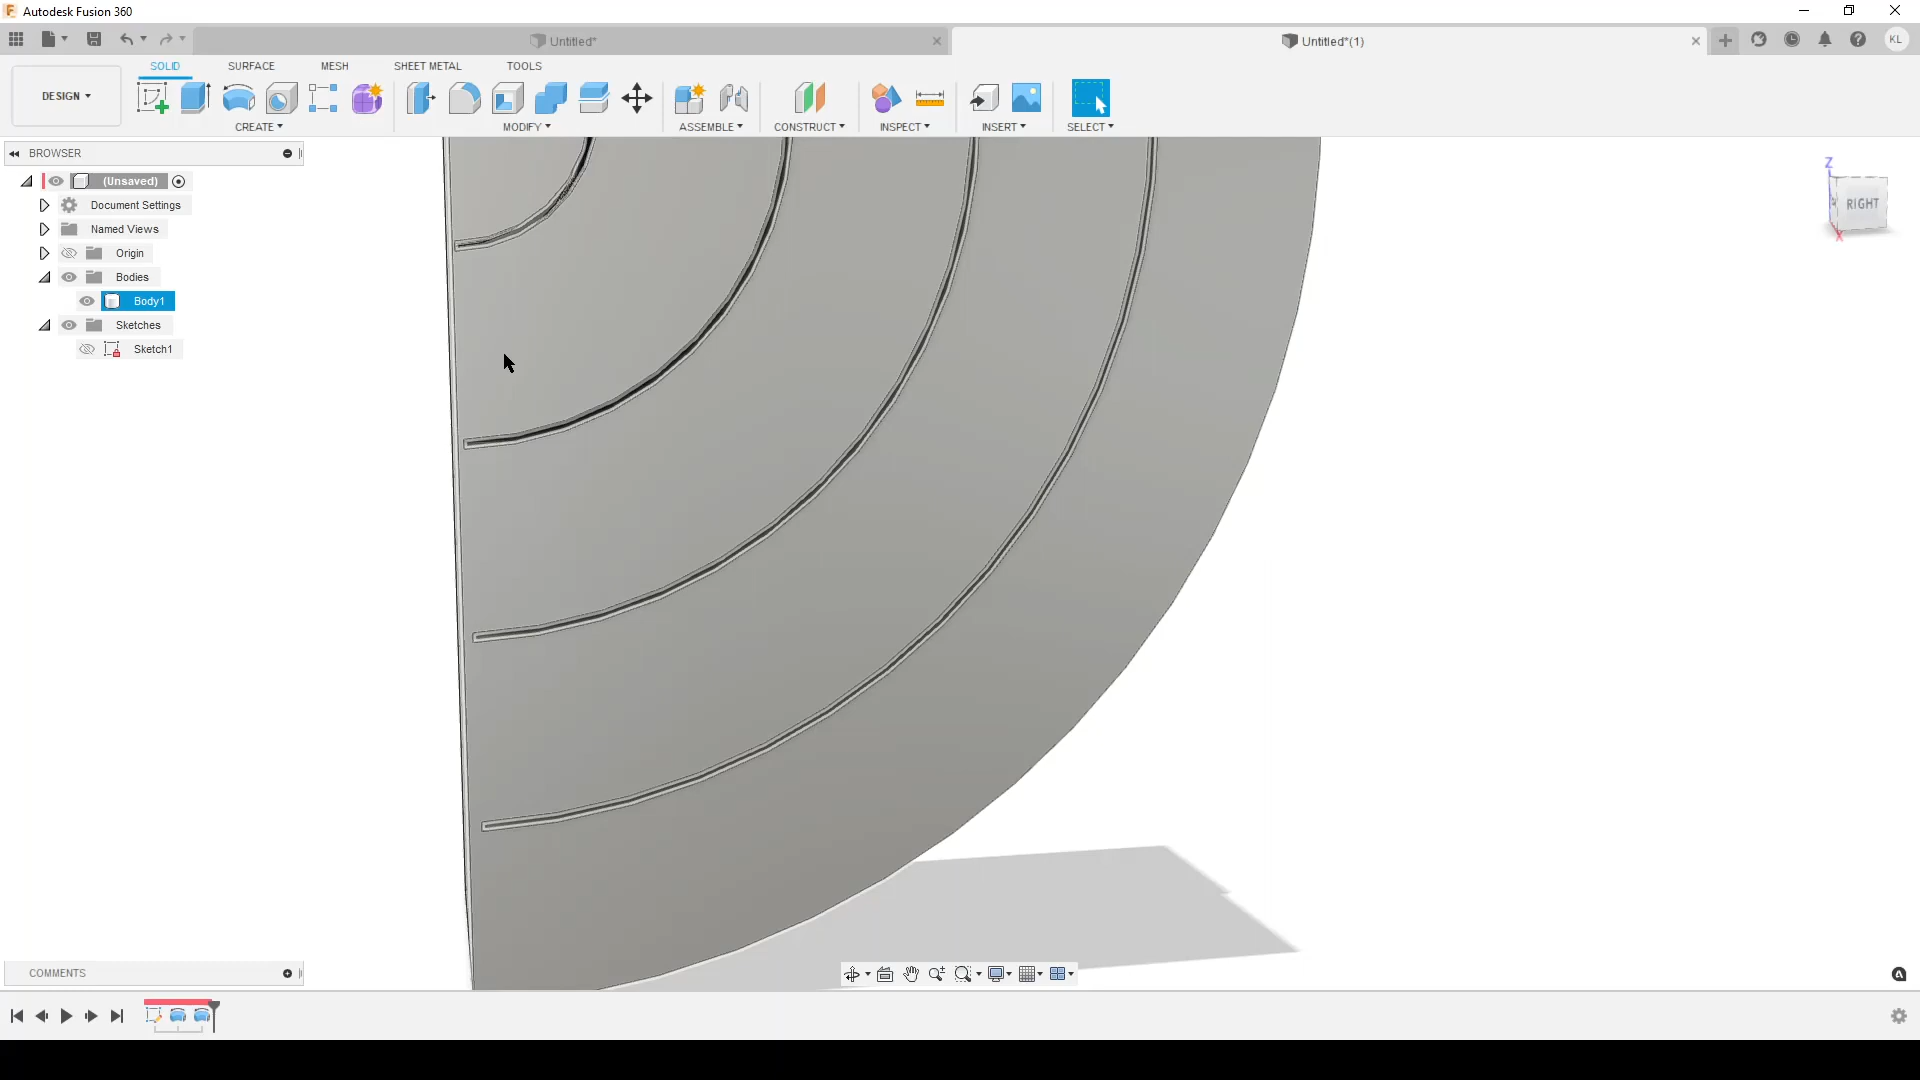 Autodesk Fusion 360
Untitled*
Untitled*(1)
KL
DESIGN
SOLID
SURFACE
MESH
SHEET METAL
TOOLS
CREATE
MODIFY
ASSEMBLE
CONSTRUCT
INSPECT
INSERT
SELECT
BROWSER
(Unsaved)
Document Settings
Named Views
Origin
Bodies
Body1
Sketches
Sketch1
Z
RIGHT
X
COMMENTS